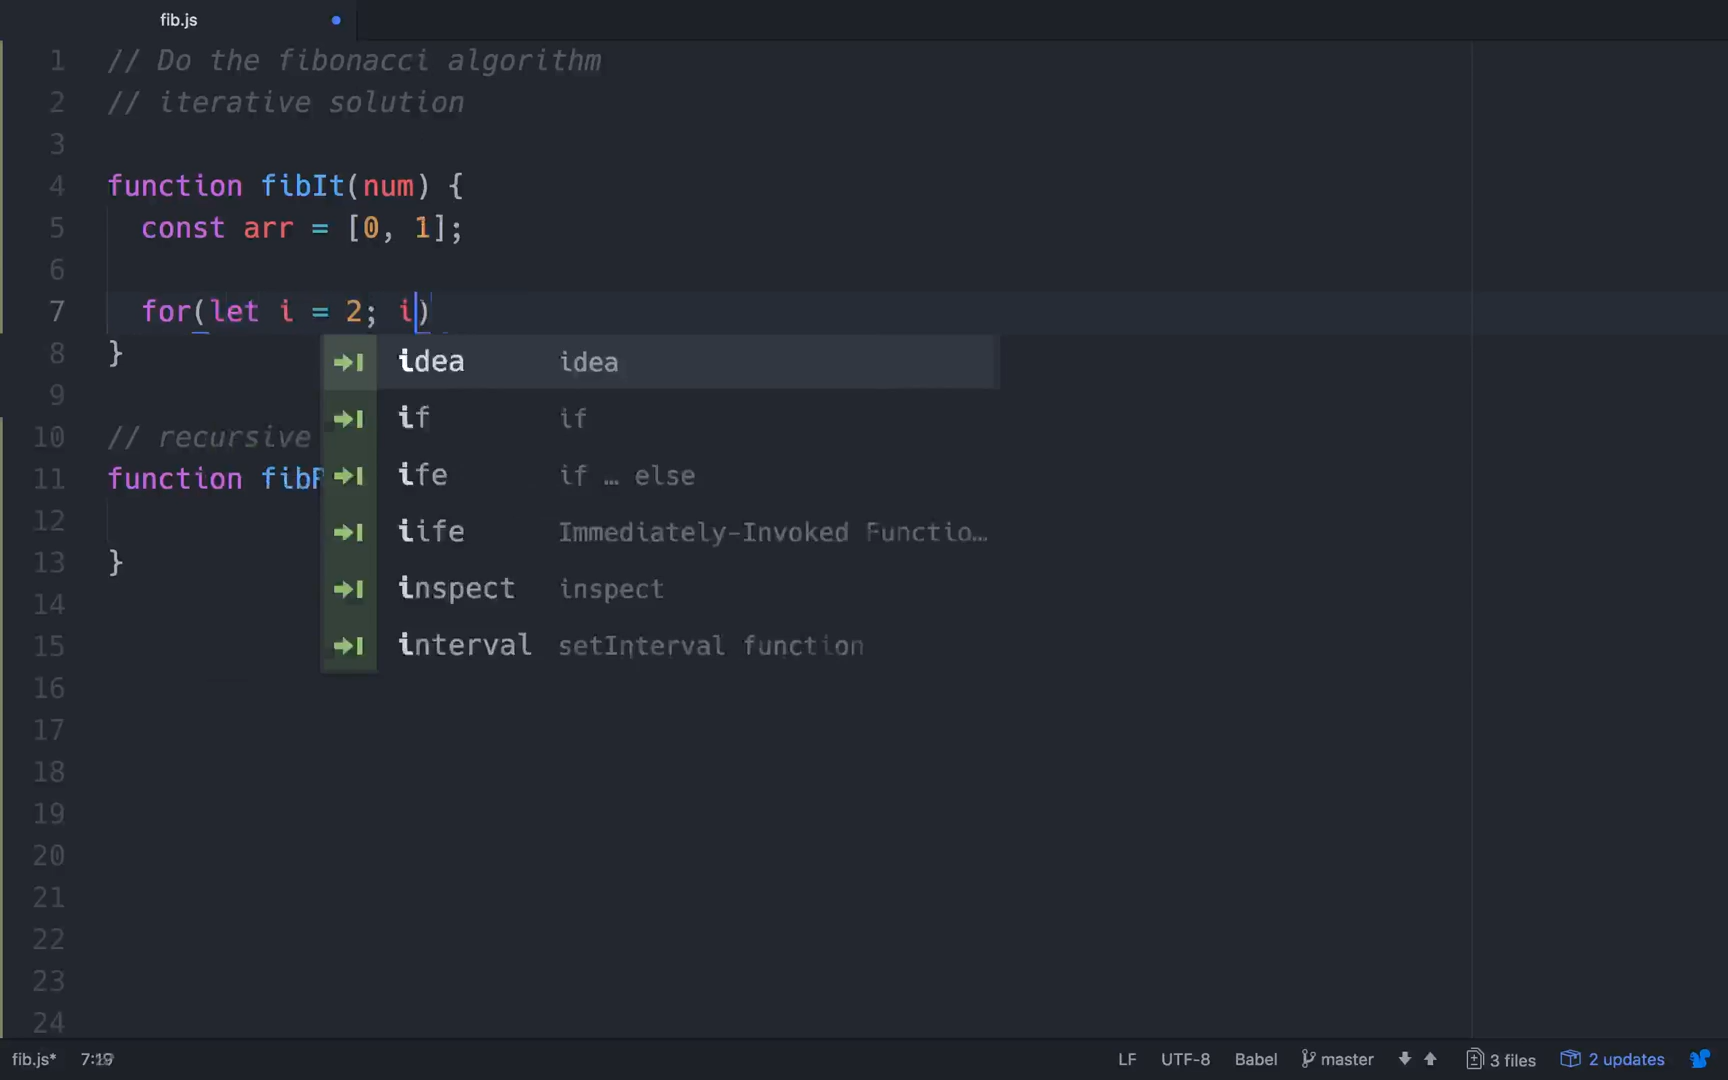 fib.js
1 // Do the fibonacci algorithm
2 // iterative solution
3
4 function fibIt(num) {
5 const arr = [0, 1];
6
7 for(let i = 2; i)
8 }
9
10 // recursive
11 function fib
12
13 }
14
15
16
17
18
19
20
21
22
23
24
idea idea
if if
ife if … else
iife Immediately-Invoked Functio…
inspect inspect
interval setInterval function
fib.js* LF UTF-8 Babel master 3 files 2 updates